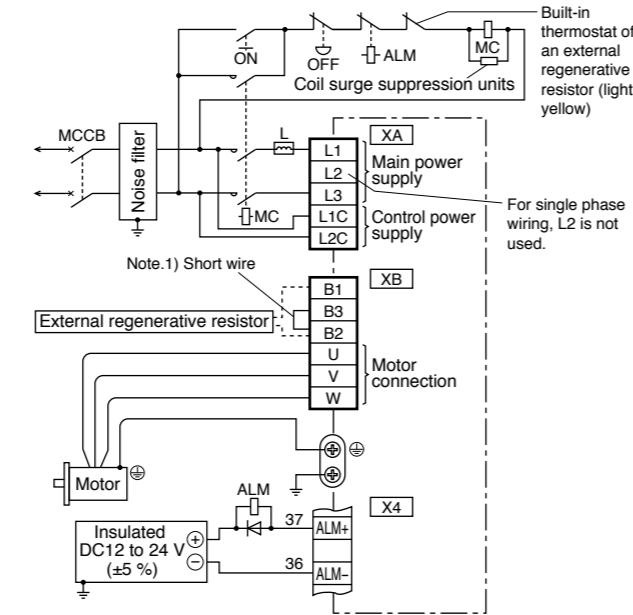 Built-in
thermostat of
an external
regenerative
resistor (light
yellow)
ON
OFF
ALM
MC
Coil surge suppression units
MCCB
Noise filter
L
XA
L1
L2
L3
L1C
L2C
Main power
supply
Control power
supply
MC
For single phase
wiring, L2 is not
used.
Note.1) Short wire
XB
External regenerative resistor
B1
B3
B2
U
V
W
Motor
connection
Motor
ALM
X4
Insulated
DC12 to 24 V
(±5 %)
+
−
37
ALM+
36
ALM−